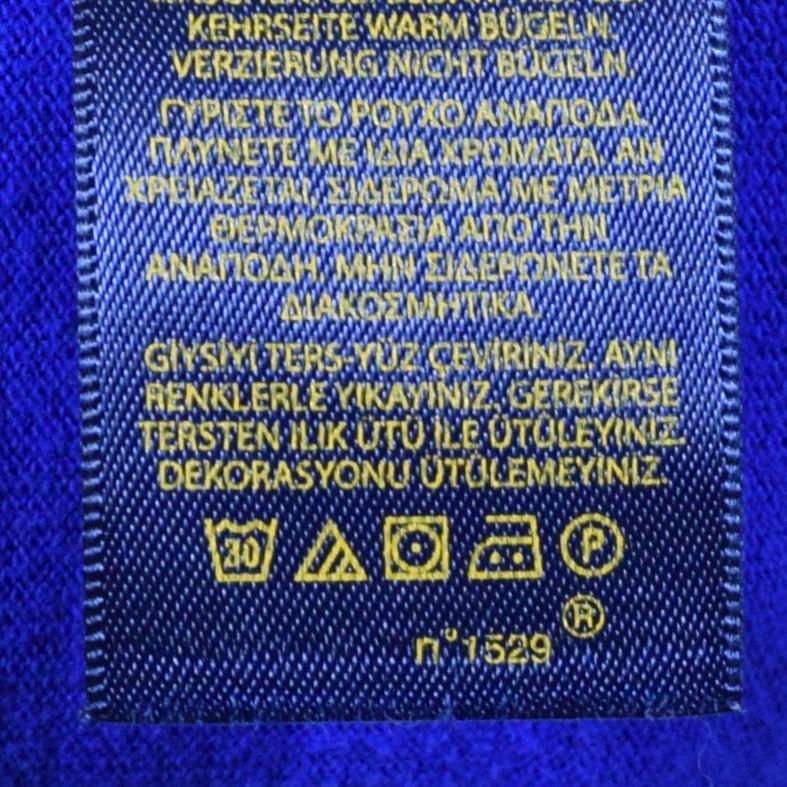 KEHRSEITE WARM BÜGELN.
VERZIERUNG NICHT BÜGELN.
ΓΥΡΙΣΤΕ ΤΟ ΡΟΥΧΟ ΑΝΑΠΟΔΑ.
ΠΛΥΝΕΤΕ ΜΕ ΙΔΙΑ ΧΡΩΜΑΤΑ. ΑΝ
ΧΡΕΙΑΖΕΤΑΙ, ΣΙΔΕΡΩΜΑ ΜΕ ΜΕΤΡΙΑ
ΘΕΡΜΟΚΡΑΣΙΑ ΑΠΟ ΤΗΝ
ΑΝΑΠΟΔΗ. ΜΗΝ ΣΙΔΕΡΩΝΕΤΕ ΤΑ
ΔΙΑΚΟΣΜΗΤΙΚΑ.
GİYSİYİ TERS-YÜZ ÇEVİRİNİZ. AYNI
RENKLERLE YIKAYINIZ. GEREKİRSE
TERSTEN ILIK ÜTÜ İLE ÜTÜLEYİNİZ.
DEKORASYONU ÜTÜLEMEYİNİZ.
30 P
®
n°1529